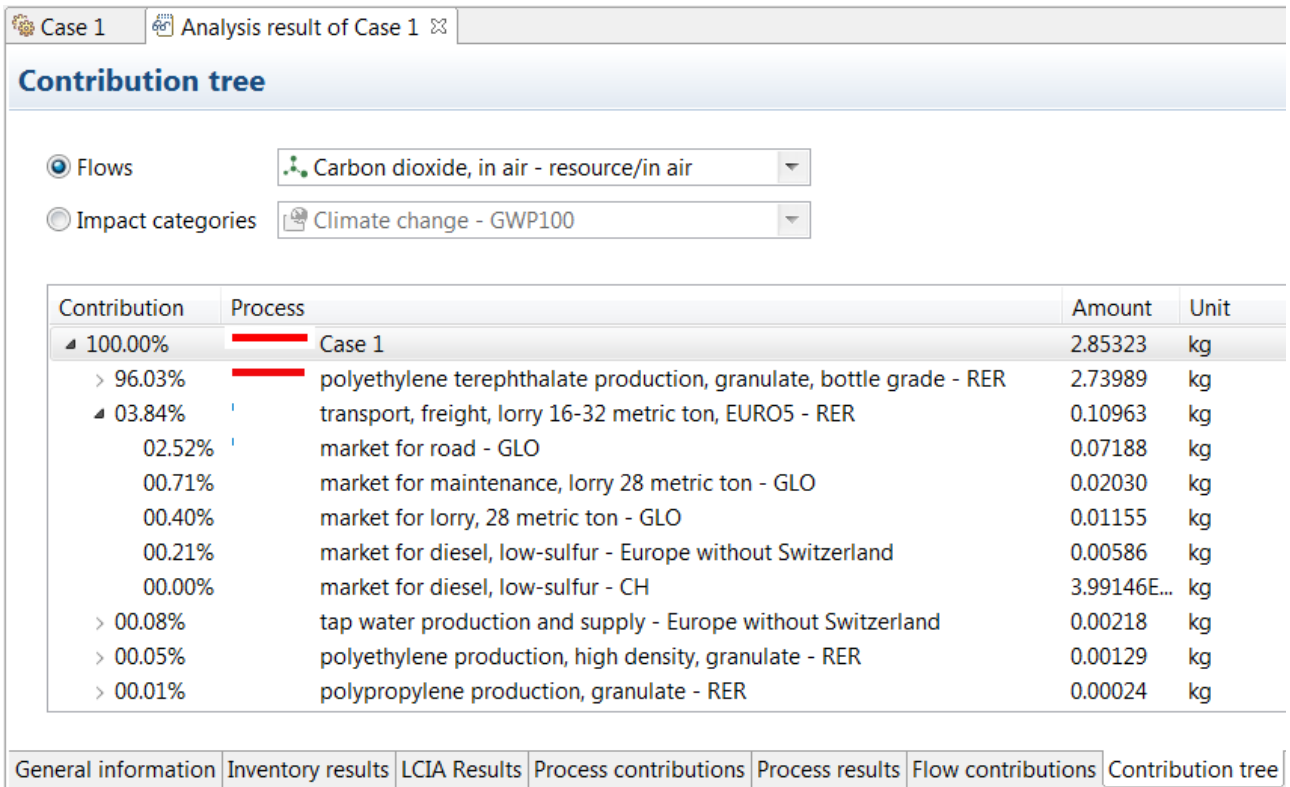 Case 1 Analysis result of Case 1
Contribution tree
Flows Carbon dioxide, in air - resource/in air
Impact categories Climate change - GWP100
Contribution Process Amount Unit
100.00% Case 1 2.85323 kg
96.03% polyethylene terephthalate production, granulate, bottle grade - RER 2.73989 kg
03.84% transport, freight, lorry 16-32 metric ton, EURO5 - RER 0.10963 kg
02.52% market for road - GLO 0.07188 kg
00.71% market for maintenance, lorry 28 metric ton - GLO 0.02030 kg
00.40% market for lorry, 28 metric ton - GLO 0.01155 kg
00.21% market for diesel, low-sulfur - Europe without Switzerland 0.00586 kg
00.00% market for diesel, low-sulfur - CH 3.99146E... kg
00.08% tap water production and supply - Europe without Switzerland 0.00218 kg
00.05% polyethylene production, high density, granulate - RER 0.00129 kg
00.01% polypropylene production, granulate - RER 0.00024 kg
General information Inventory results LCIA Results Process contributions Process results Flow contributions Contribution tree